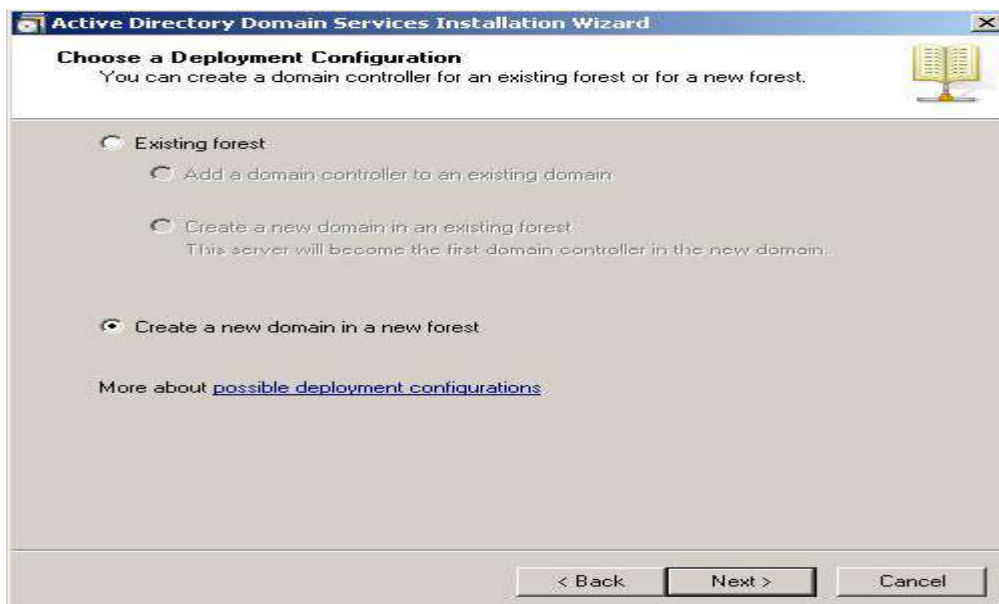 Active Directory Domain Services Installation Wizard
Choose a Deployment Configuration
You can create a domain controller for an existing forest or for a new forest.
Existing forest
Add a domain controller to an existing domain
Create a new domain in an existing forest
This server will become the first domain controller in the new domain.
Create a new domain in a new forest
More about possible deployment configurations
< Back Next > Cancel